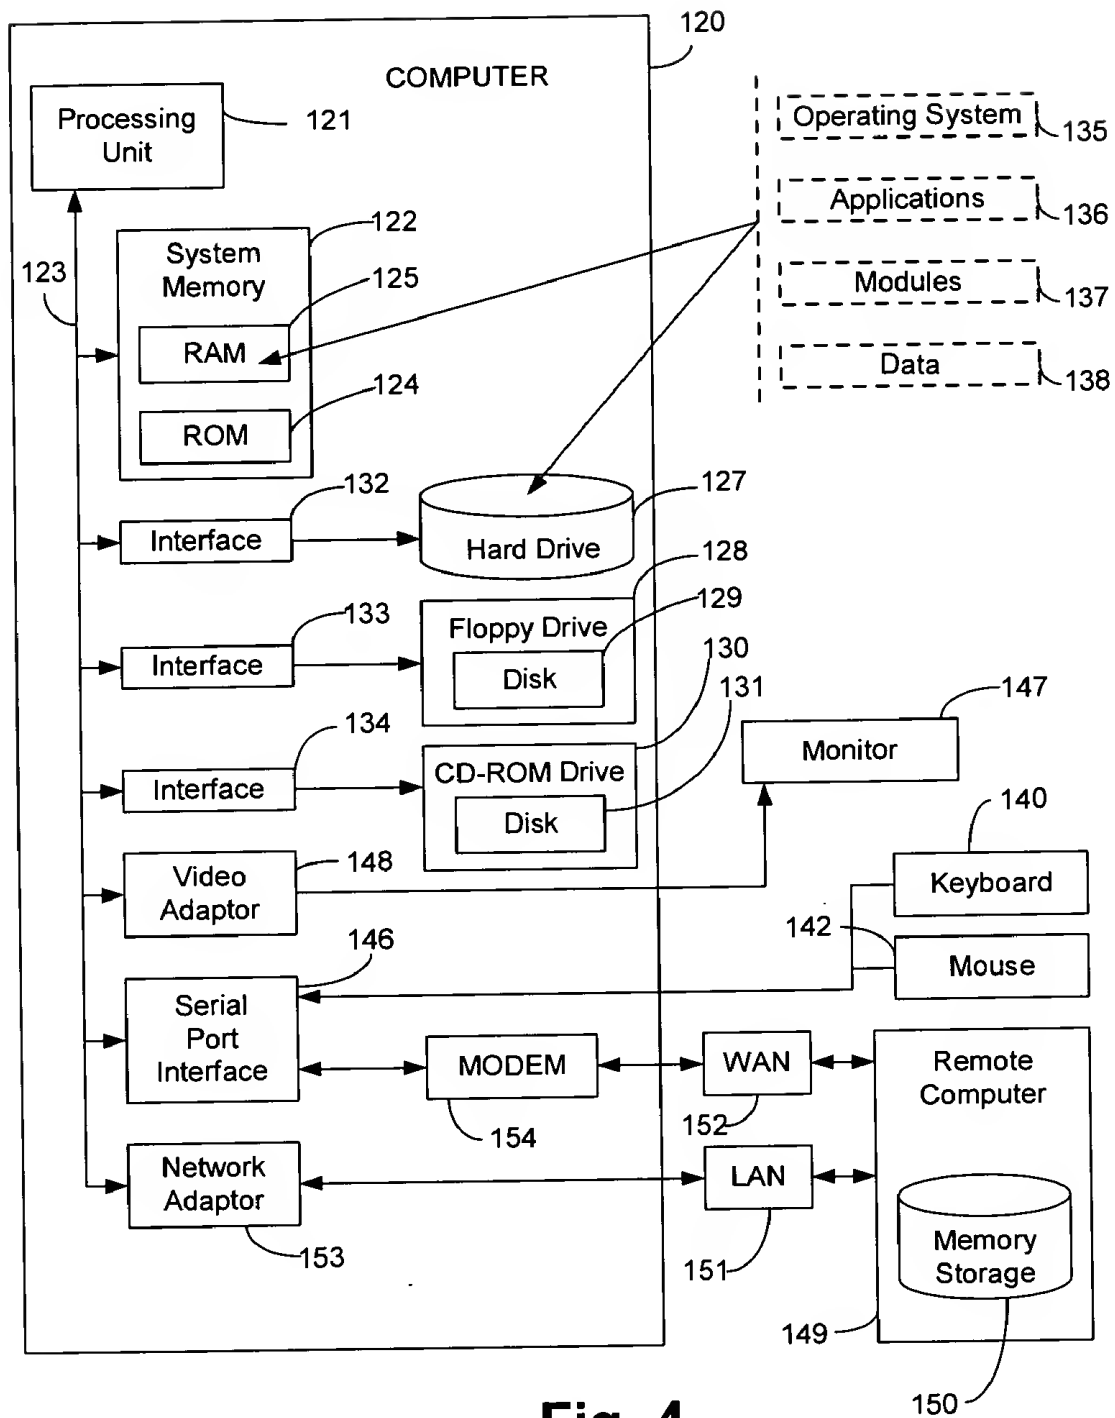 120
COMPUTER
Processing
Unit
121
Operating System
135
Applications
136
Modules
137
Data
138
123
System
Memory
122
125
RAM
124
ROM
132
Interface
Hard Drive
127
128
133
Interface
Floppy Drive
129
Disk
130
131
134
Interface
CD-ROM Drive
Disk
147
Monitor
Video
Adaptor
148
140
Keyboard
142
Mouse
146
Serial
Port
Interface
MODEM
154
WAN
152
Remote
Computer
Network
Adaptor
153
LAN
151
Memory
Storage
149
150
Fig. 4